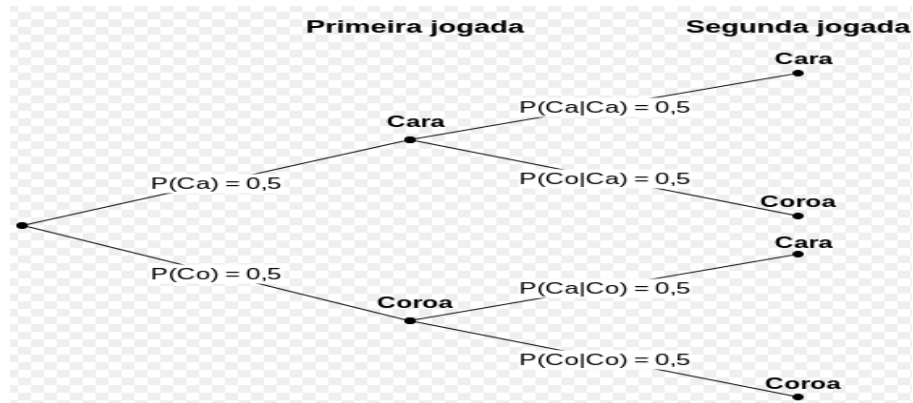 Primeira jogada Segunda jogada
Cara
P(Ca|Ca) = 0,5
Cara
P(Ca) = 0,5
P(Co|Ca) = 0,5
Coroa
Cara
P(Co) = 0,5
P(Ca|Co) = 0,5
Coroa
P(Co|Co) = 0,5
Coroa